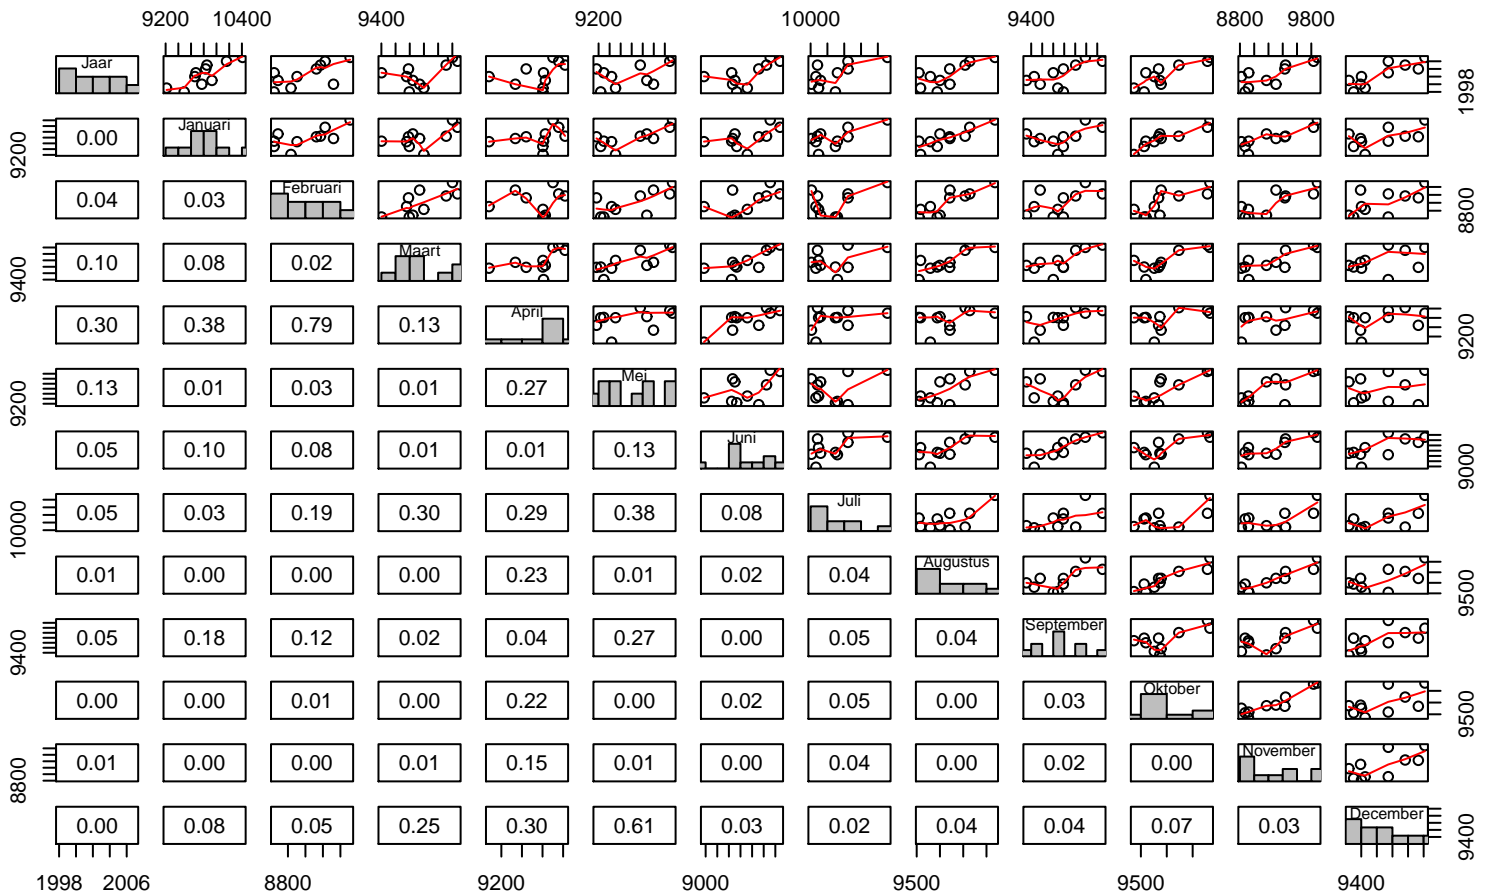 9200 10400 9400 9200 10000 9400 8800 9800
Jaar 1998
9200 0.00 Januari
0.04 0.03 Februari 8800
9400 0.10 0.08 0.02 Maart
0.30 0.38 0.79 0.13 April 9200
9200 0.13 0.01 0.03 0.01 0.27 Mei
0.05 0.10 0.08 0.01 0.01 0.13 Juni 9000
10000 0.05 0.03 0.19 0.30 0.29 0.38 0.08 Juli
0.01 0.00 0.00 0.00 0.23 0.01 0.02 0.04 Augustus 9500
9400 0.05 0.18 0.12 0.02 0.04 0.27 0.00 0.05 0.04 September
0.00 0.00 0.01 0.00 0.22 0.00 0.02 0.05 0.00 0.03 Oktober 9500
8800 0.01 0.00 0.00 0.01 0.15 0.01 0.00 0.04 0.00 0.02 0.00 November
0.00 0.08 0.05 0.25 0.30 0.61 0.03 0.02 0.04 0.04 0.07 0.03 December 9400
1998 2006 8800 9200 9000 9500 9500 9400